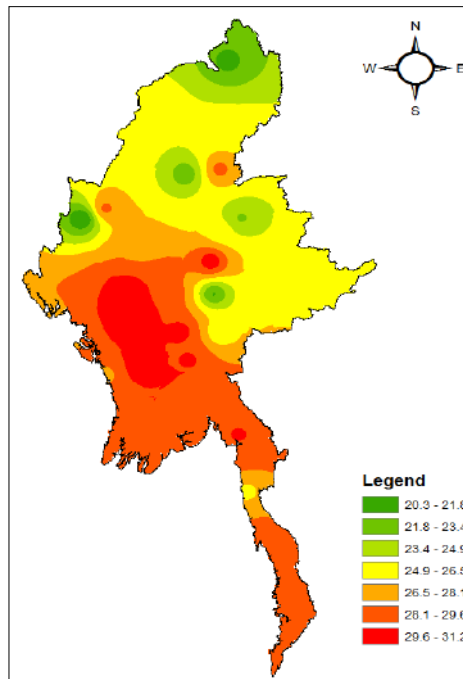 N
W E
S
Legend
20.3 - 21.8
21.8 - 23.4
23.4 - 24.9
24.9 - 26.5
26.5 - 28.1
28.1 - 29.6
29.6 - 31.2